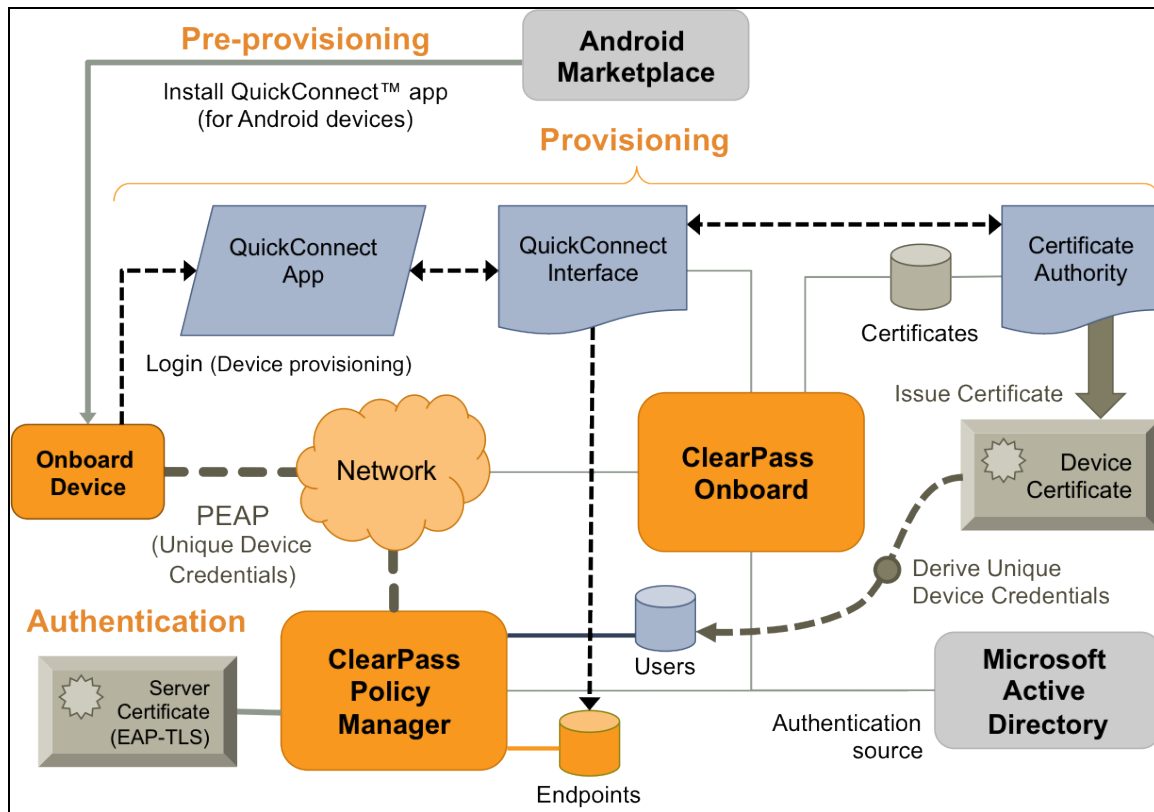 Pre-provisioning
Android
Marketplace
Install QuickConnect™ app
(for Android devices)
Provisioning
QuickConnect
App
QuickConnect
Interface
Certificate
Authority
Certificates
Login (Device provisioning)
Issue Certificate
Onboard
Device
Network
ClearPass
Onboard
Device
Certificate
PEAP
(Unique Device
Credentials)
Derive Unique
Device Credentials
Authentication
Server
Certificate
(EAP-TLS)
ClearPass
Policy
Manager
Users
Microsoft
Active
Directory
Authentication
source
Endpoints